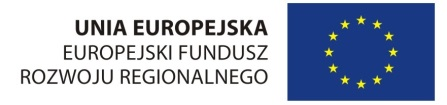 UNIA EUROPEJSKA
EUROPEJSKI FUNDUSZ
ROZWOJU REGIONALNEGO